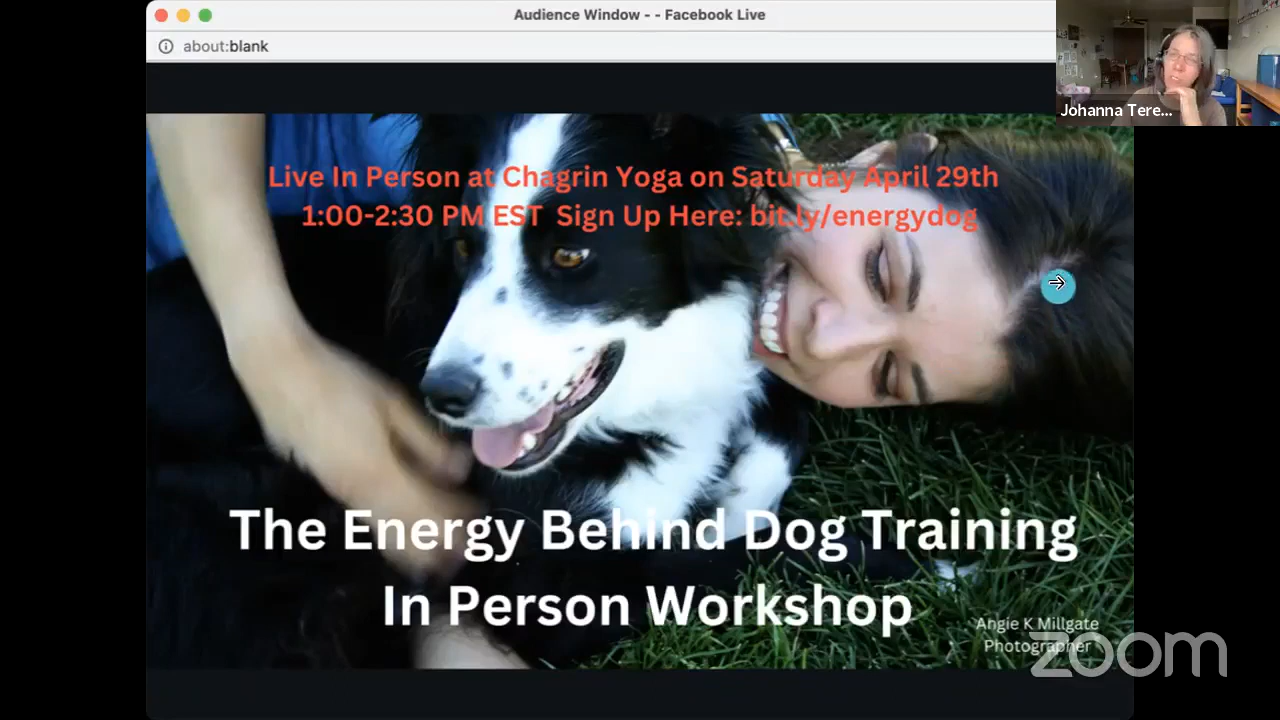 Audience Window - - Facebook Live
about:blank
Johanna Tere...
Live In Person at Chagrin Yoga on Saturday April 29th
1:00-2:30 PM EST Sign Up Here: bit.ly/energydog
The Energy Behind Dog Training
In Person Workshop
Angie K Millgate
Photographer
zoom